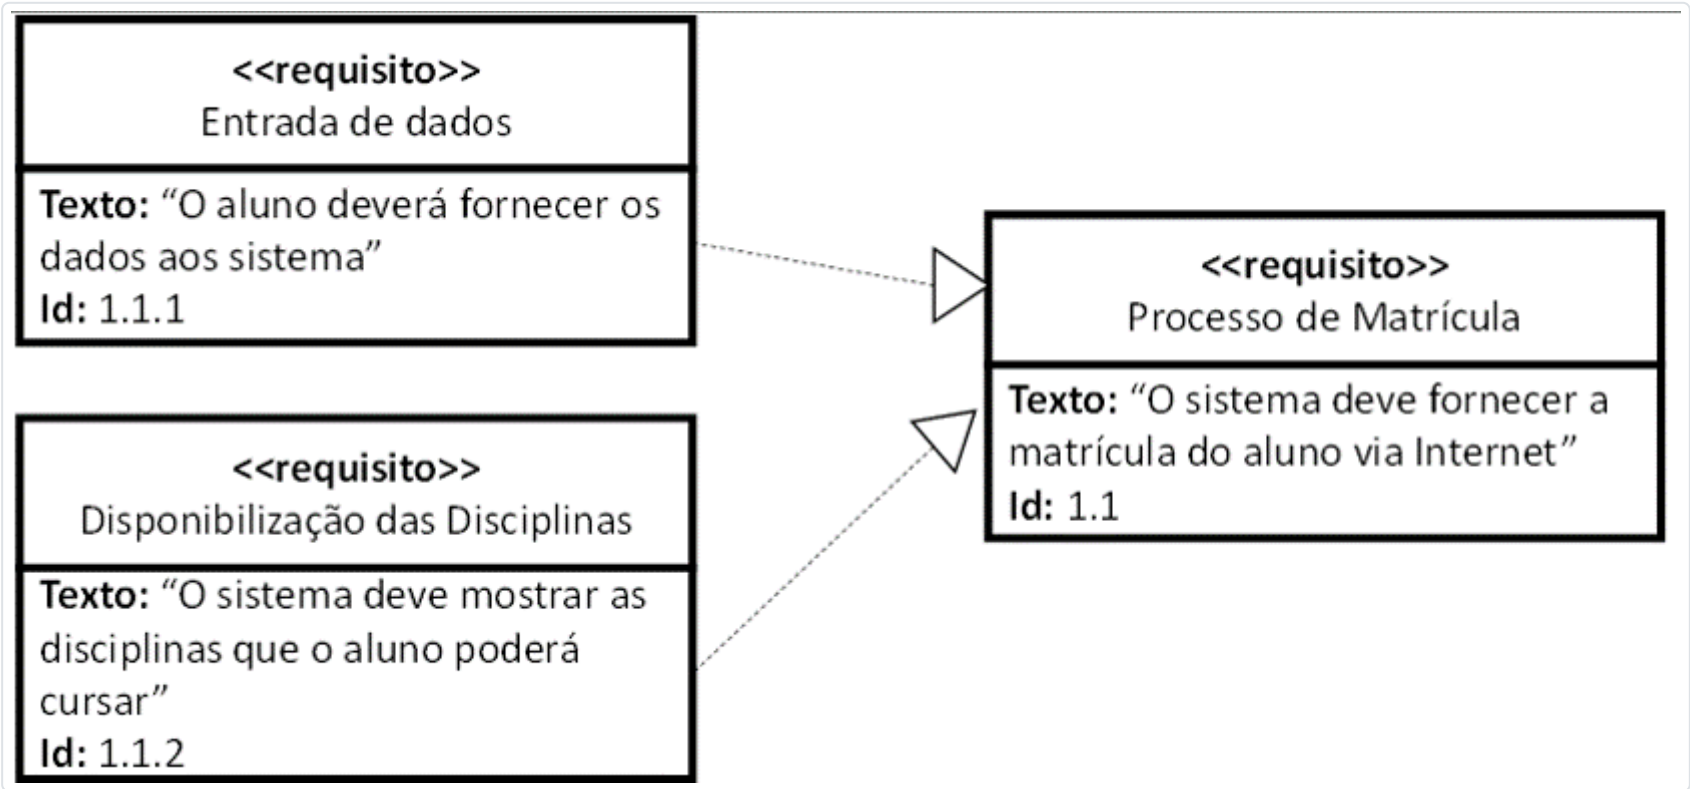 <<requisito>>
Entrada de dados
Texto: “O aluno deverá fornecer os
dados aos sistema”
Id: 1.1.1
<<requisito>>
Disponibilização das Disciplinas
Texto: “O sistema deve mostrar as
disciplinas que o aluno poderá
cursar”
Id: 1.1.2
<<requisito>>
Processo de Matrícula
Texto: “O sistema deve fornecer a
matrícula do aluno via Internet”
Id: 1.1